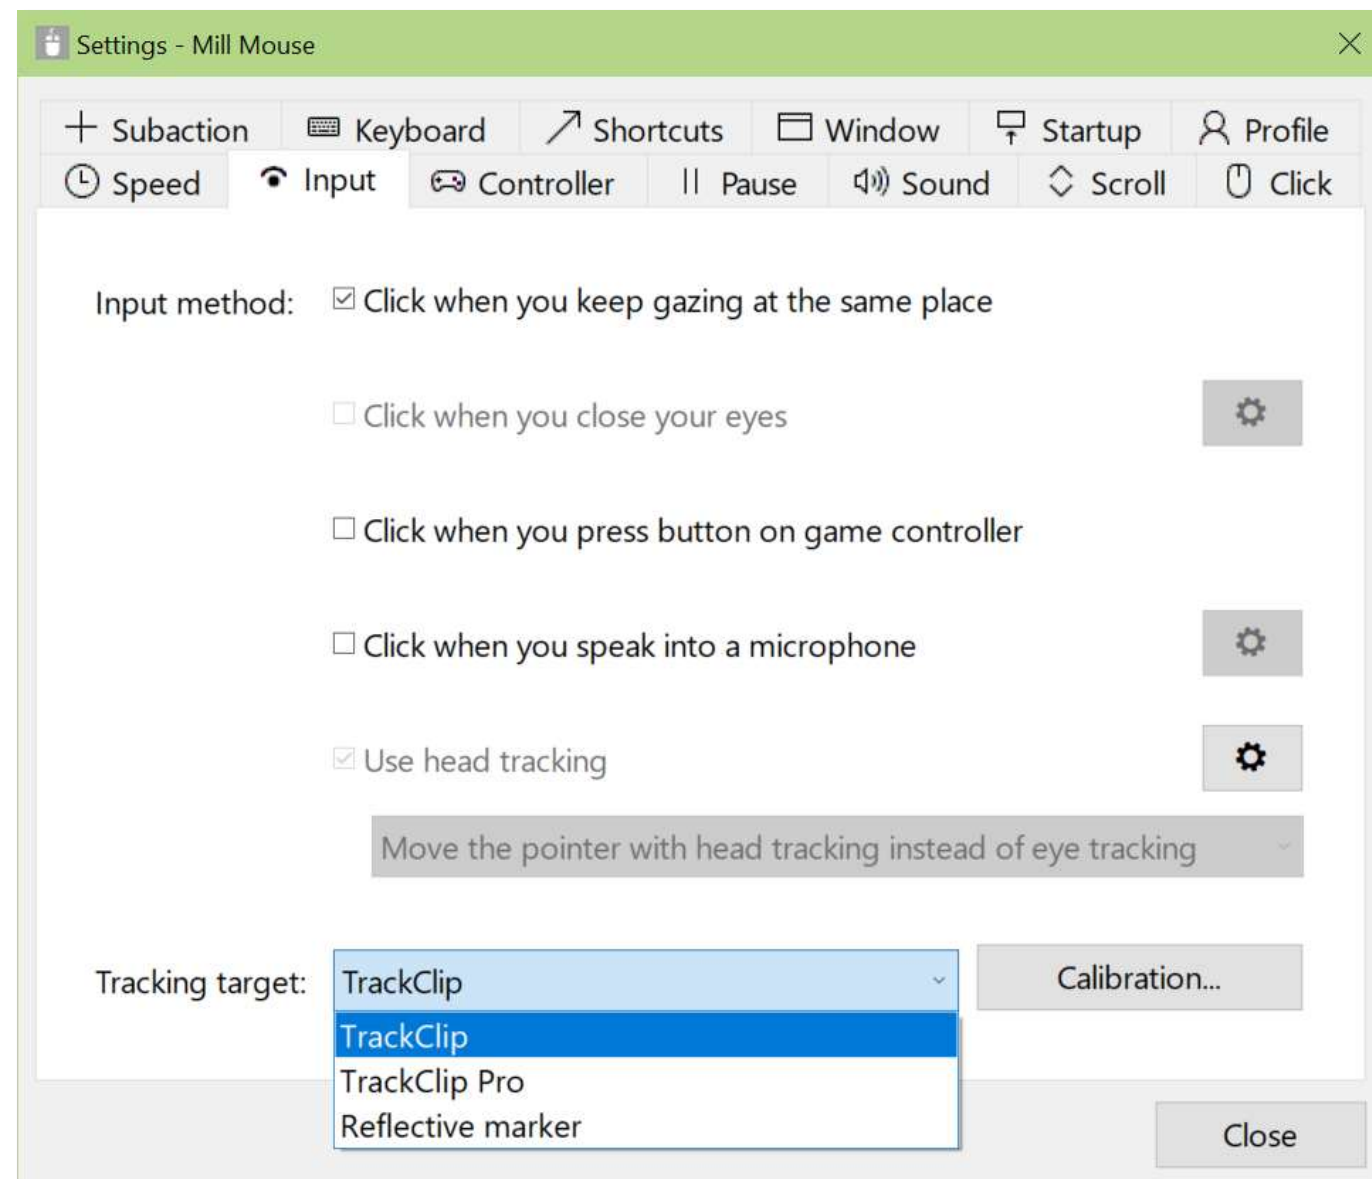 Settings - Mill Mouse
Subaction Keyboard Shortcuts Window Startup Profile
Speed Input Controller Pause Sound Scroll Click
Input method: Click when you keep gazing at the same place
Click when you close your eyes
Click when you press button on game controller
Click when you speak into a microphone
Use head tracking
Move the pointer with head tracking instead of eye tracking
Tracking target: TrackClip Calibration...
TrackClip
TrackClip Pro
Reflective marker
Close